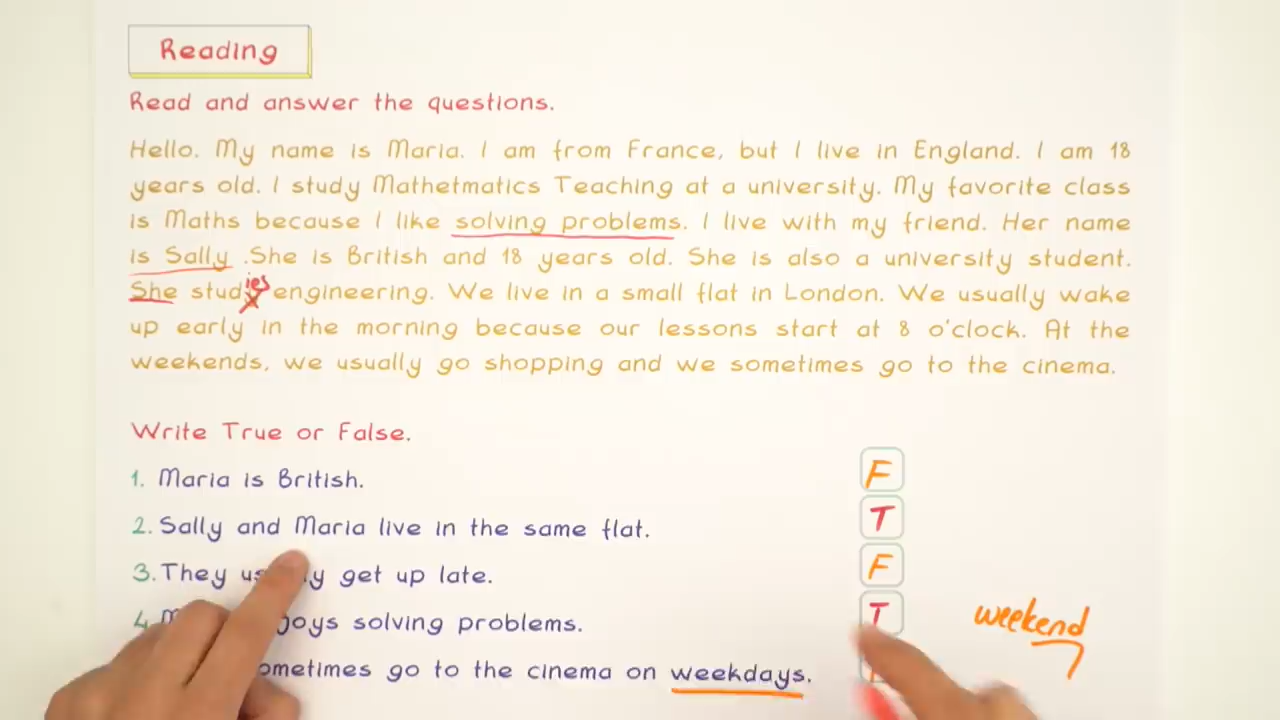 Reading
Read and answer the questions.
Hello. My name is Maria. I am from France, but I live in England. I am 18
years old. I study Mathetmatics Teaching at a university. My favorite class
is Maths because I like solving problems. I live with my friend. Her name
is Sally .She is British and 18 years old. She is also a university student.
She studies engineering. We live in a small flat in London. We usually wake
up early in the morning because our lessons start at 8 o'clock. At the
weekends, we usually go shopping and we sometimes go to the cinema.
Write True or False.
1. Maria is British. F
2. Sally and Maria live in the same flat. T
3. They get up late. F
4. solving problems. T
go to the cinema on weekdays.
weekend